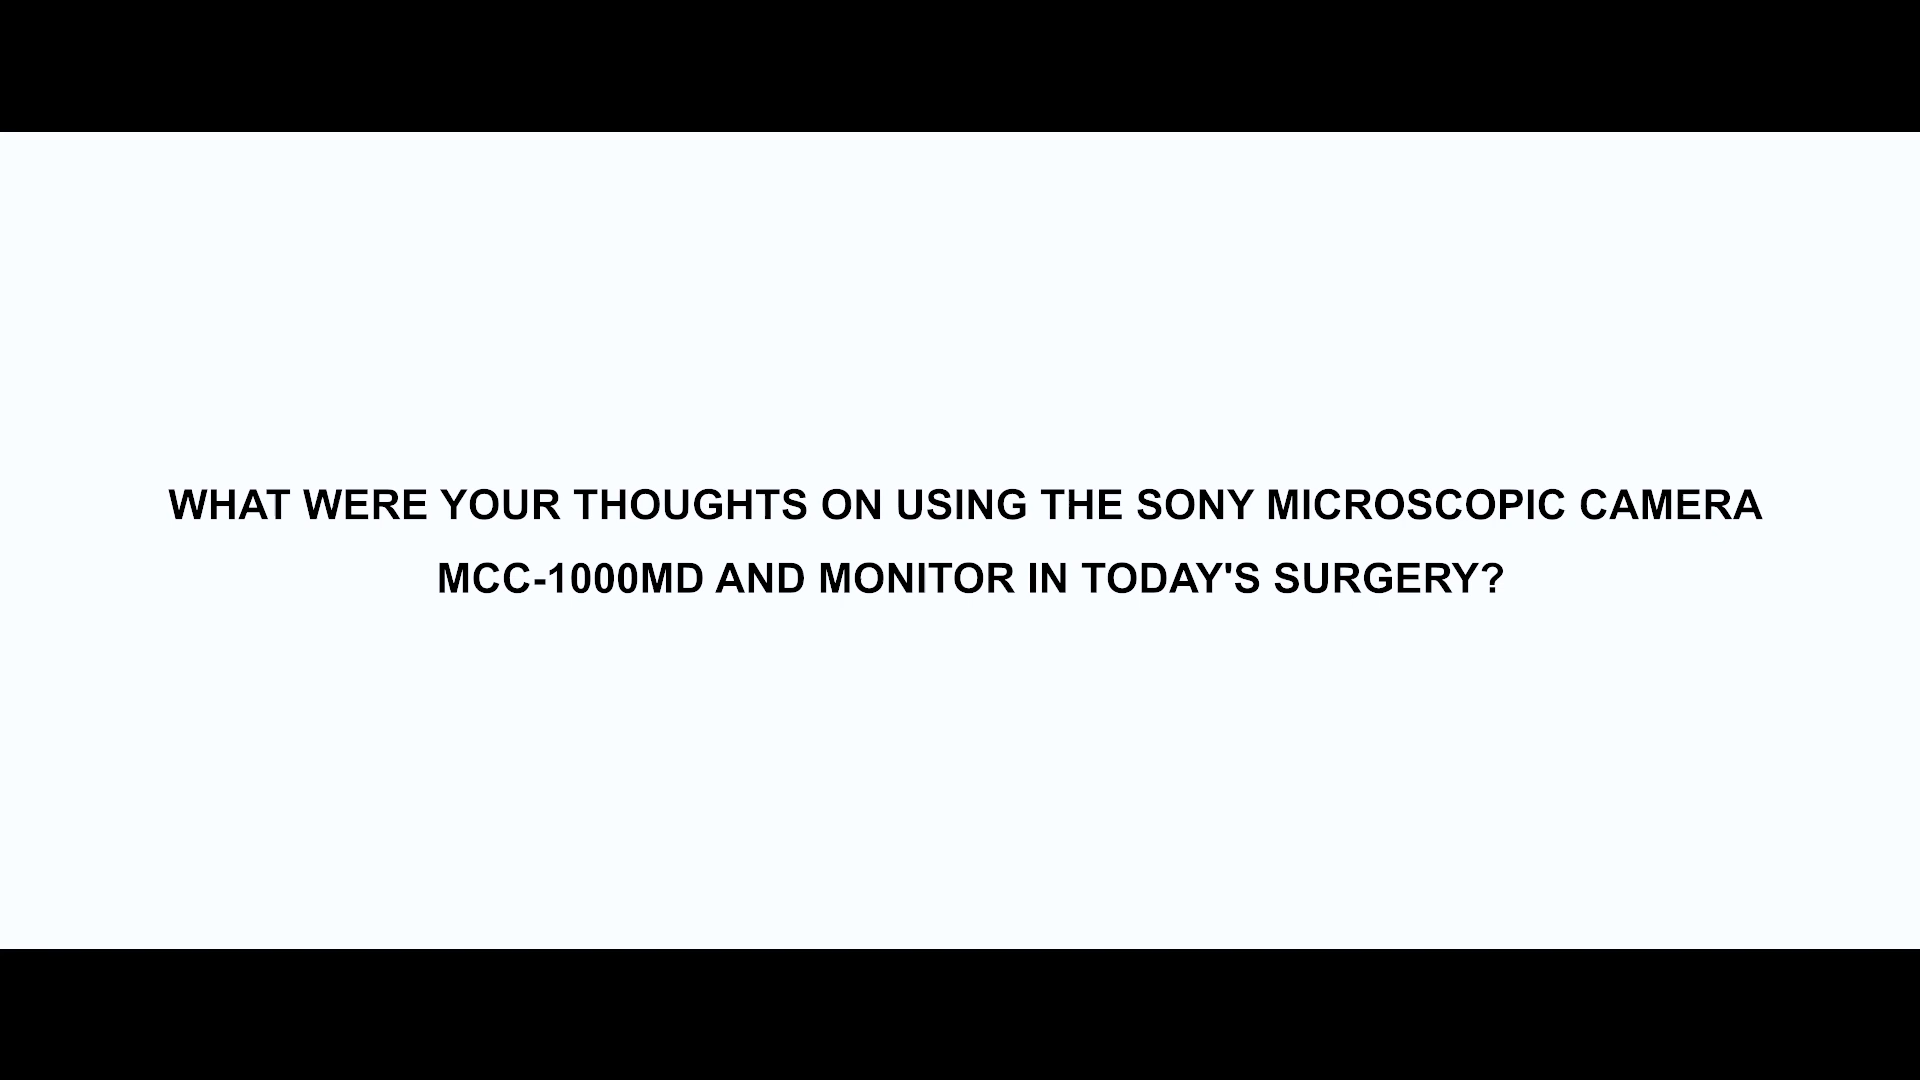 WHAT WERE YOUR THOUGHTS ON USING THE SONY MICROSCOPIC CAMERA
MCC-1000MD AND MONITOR IN TODAY'S SURGERY?